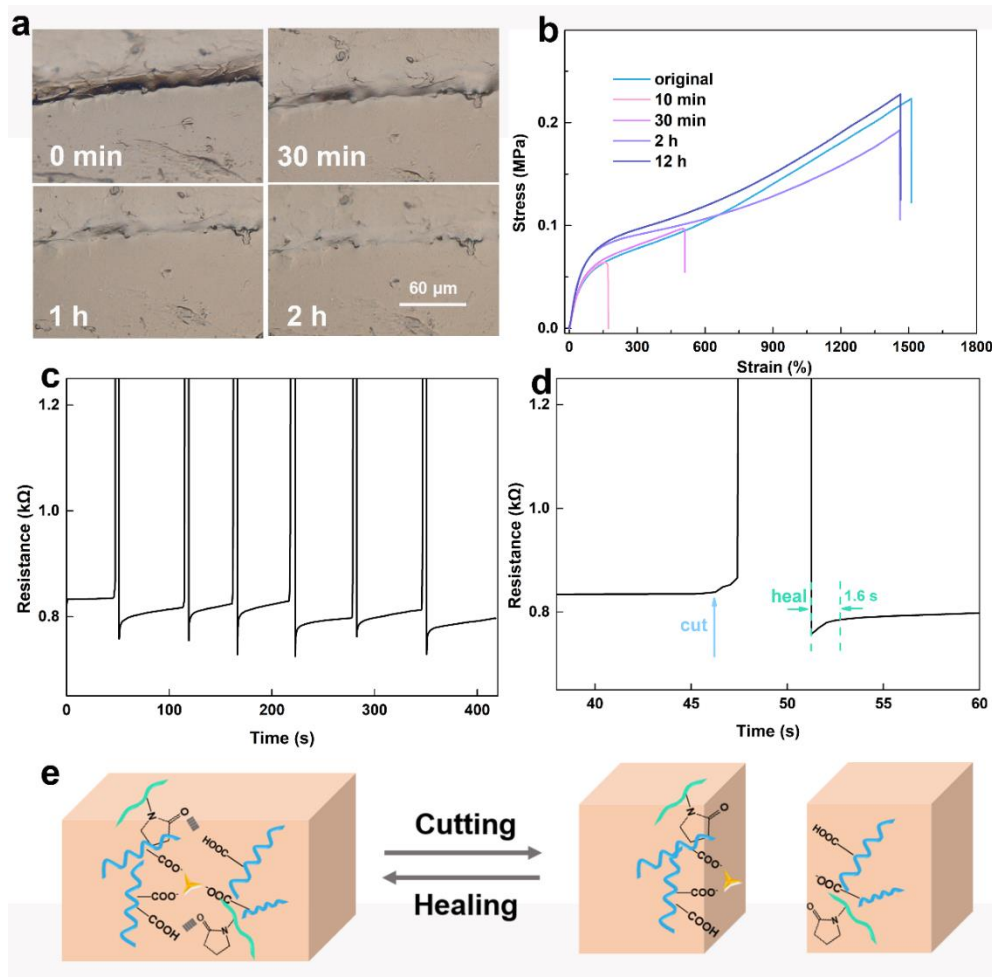 a
0 min
30 min
1 h
2 h
60 μm
b
original
10 min
30 min
2 h
12 h
Stress (MPa)
0.2
0.1
0.0
0 300 600 900 1200 1500 1800
Strain (%)
c
Resistance (kΩ)
1.2
1.0
0.8
0 100 200 300 400
Time (s)
d
Resistance (kΩ)
1.2
1.0
0.8
heal
1.6 s
cut
40 45 50 55 60
Time (s)
e
N
O
HOOC
COO⁻
COO⁻
⁻OOC
COOH
O
N
Cutting
Healing
N
O
COO⁻
COO⁻
COOH
HOOC
⁻OOC
O
N